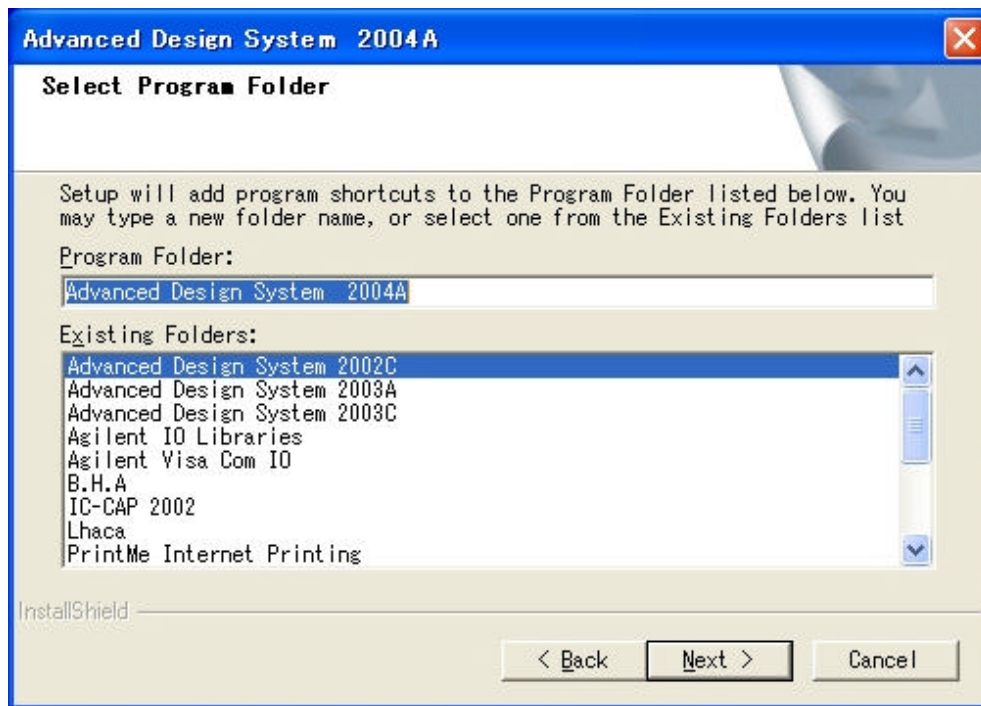 Advanced Design System  2004A
Select Program Folder
Setup will add program shortcuts to the Program Folder listed below. You
may type a new folder name, or select one from the Existing Folders list
Program Folder:
Advanced Design System  2004A
Existing Folders:
Advanced Design System 2002C
Advanced Design System 2003A
Advanced Design System 2003C
Agilent IO Libraries
Agilent Visa Com IO
B.H.A
IC-CAP 2002
Lhaca
PrintMe Internet Printing
InstallShield
< Back
Next >
Cancel